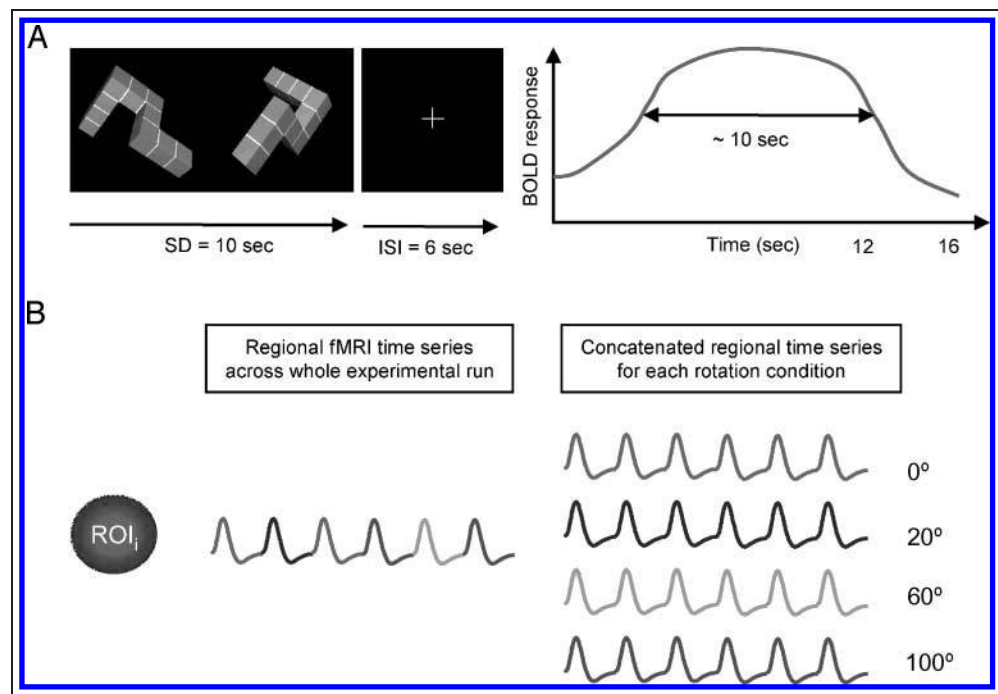 A
BOLD response
~ 10 sec
SD = 10 sec
ISI = 6 sec
Time (sec)
12
16
B
Regional fMRI time series
across whole experimental run
Concatenated regional time series
for each rotation condition
ROIi
0º
20º
60º
100º